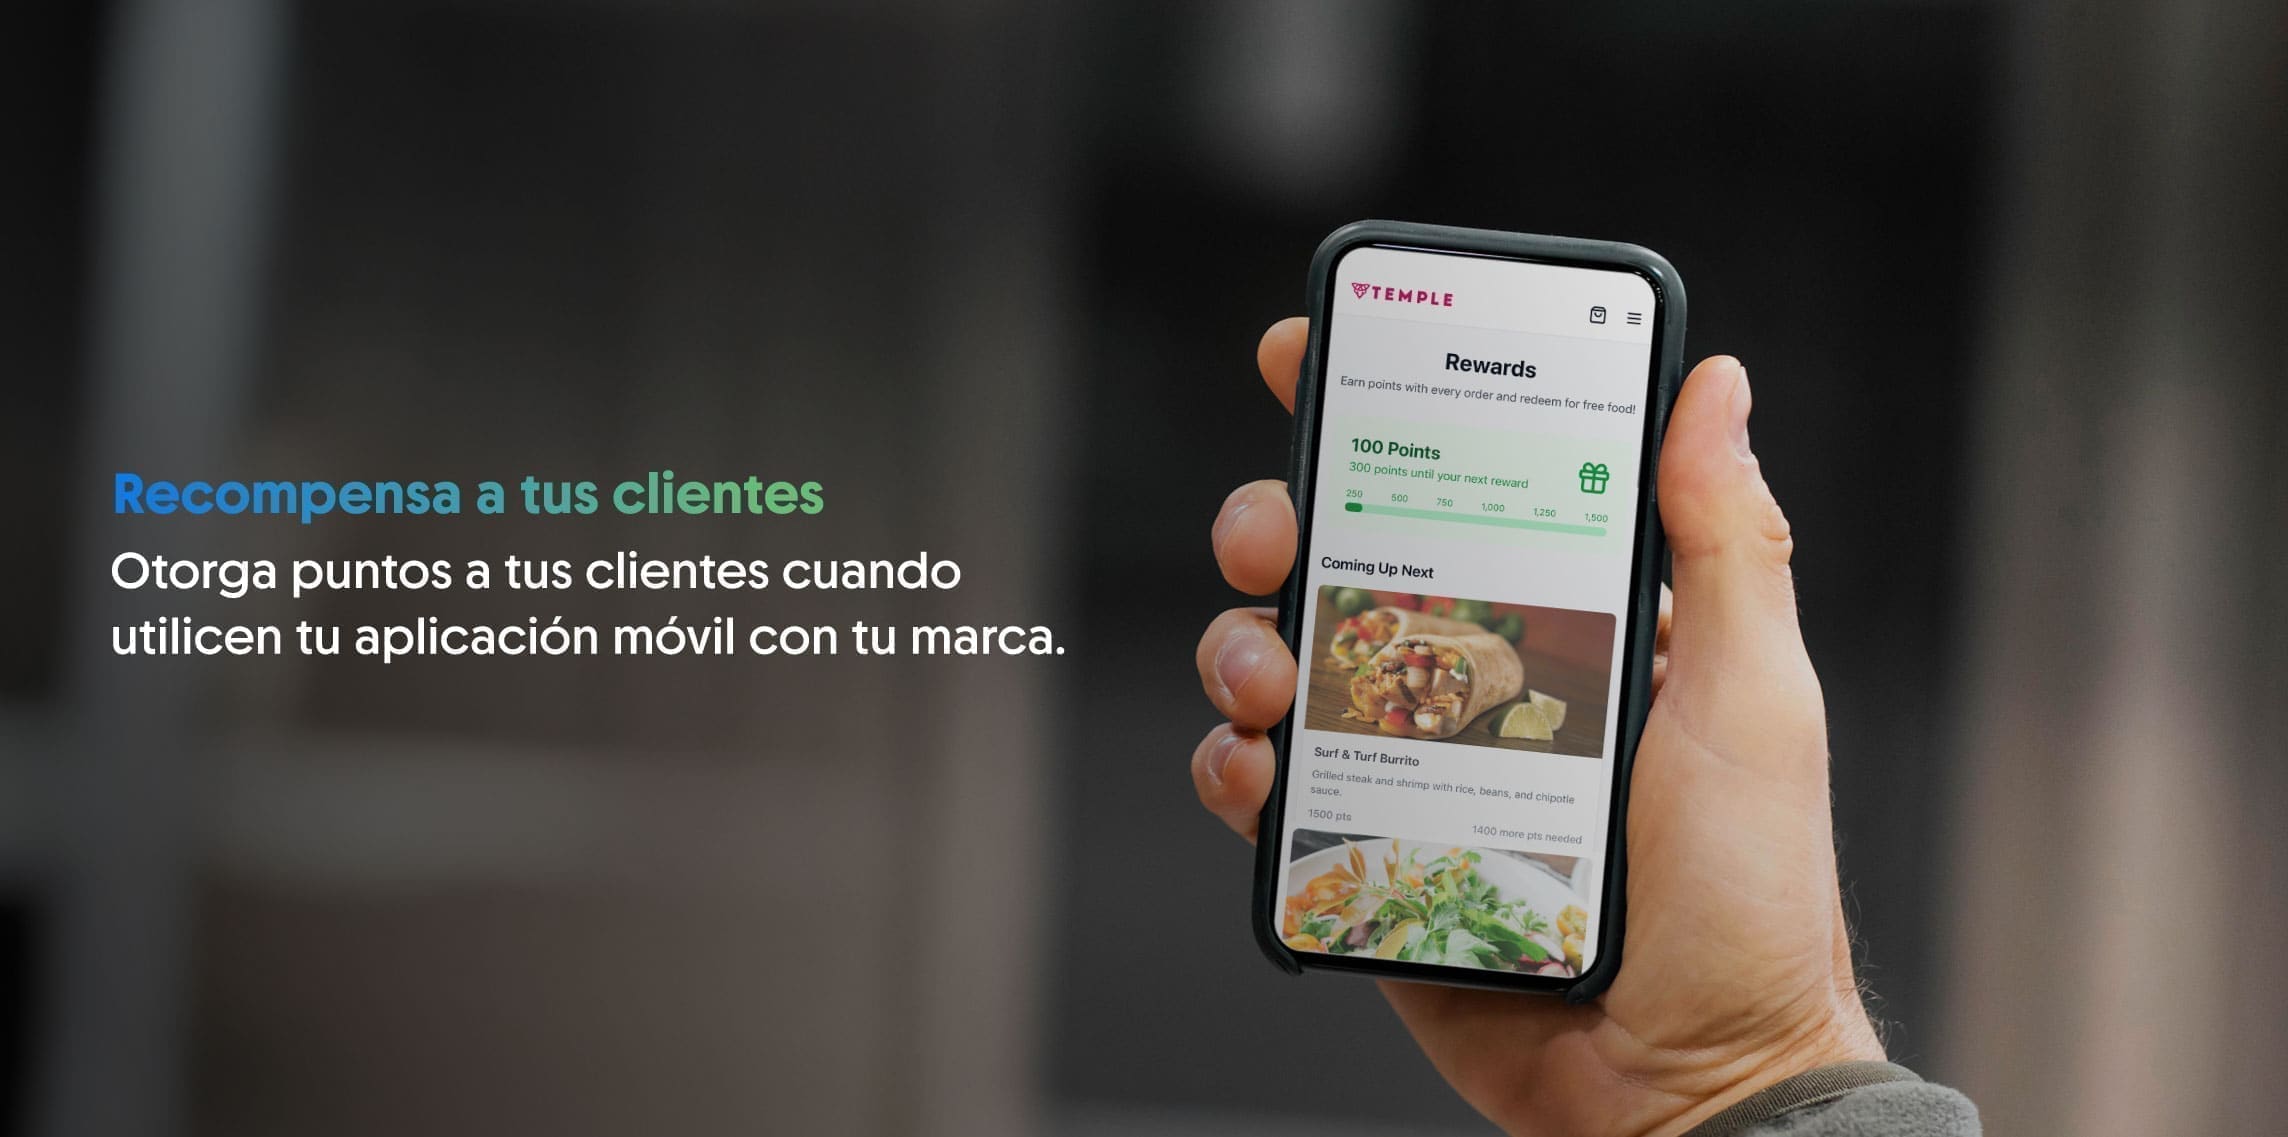 Recompensa a tus clientes
Otorga puntos a tus clientes cuando
utilicen tu aplicación móvil con tu marca.
TEMPLE
Rewards
Earn points with every order and redeem for free food!
100 Points
300 points until your next reward
250 500 750 1,000 1,250 1,500
Coming Up Next
Surf & Turf Burrito
Grilled steak and shrimp with rice, beans, and chipotle
sauce.
1500 pts 1400 more pts needed